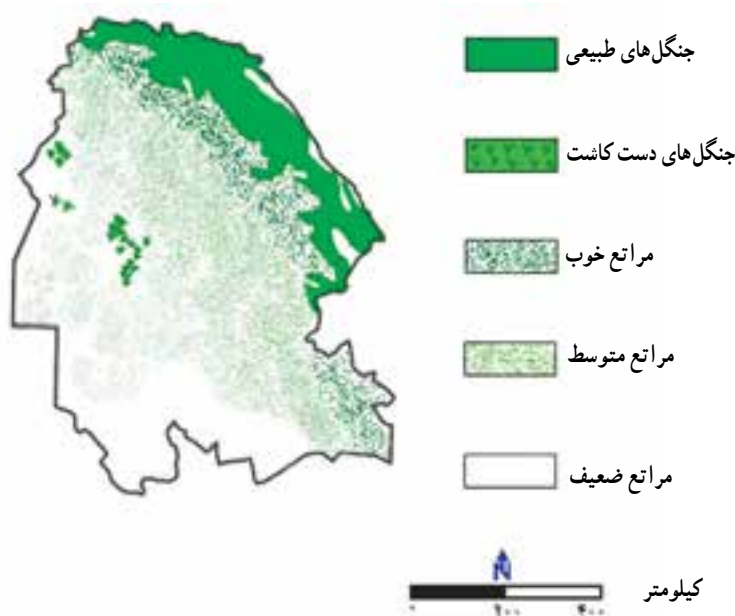 جنگل‌های طبیعی
جنگل‌های دست کاشت
مراتع خوب
مراتع متوسط
مراتع ضعیف
N
کیلومتر